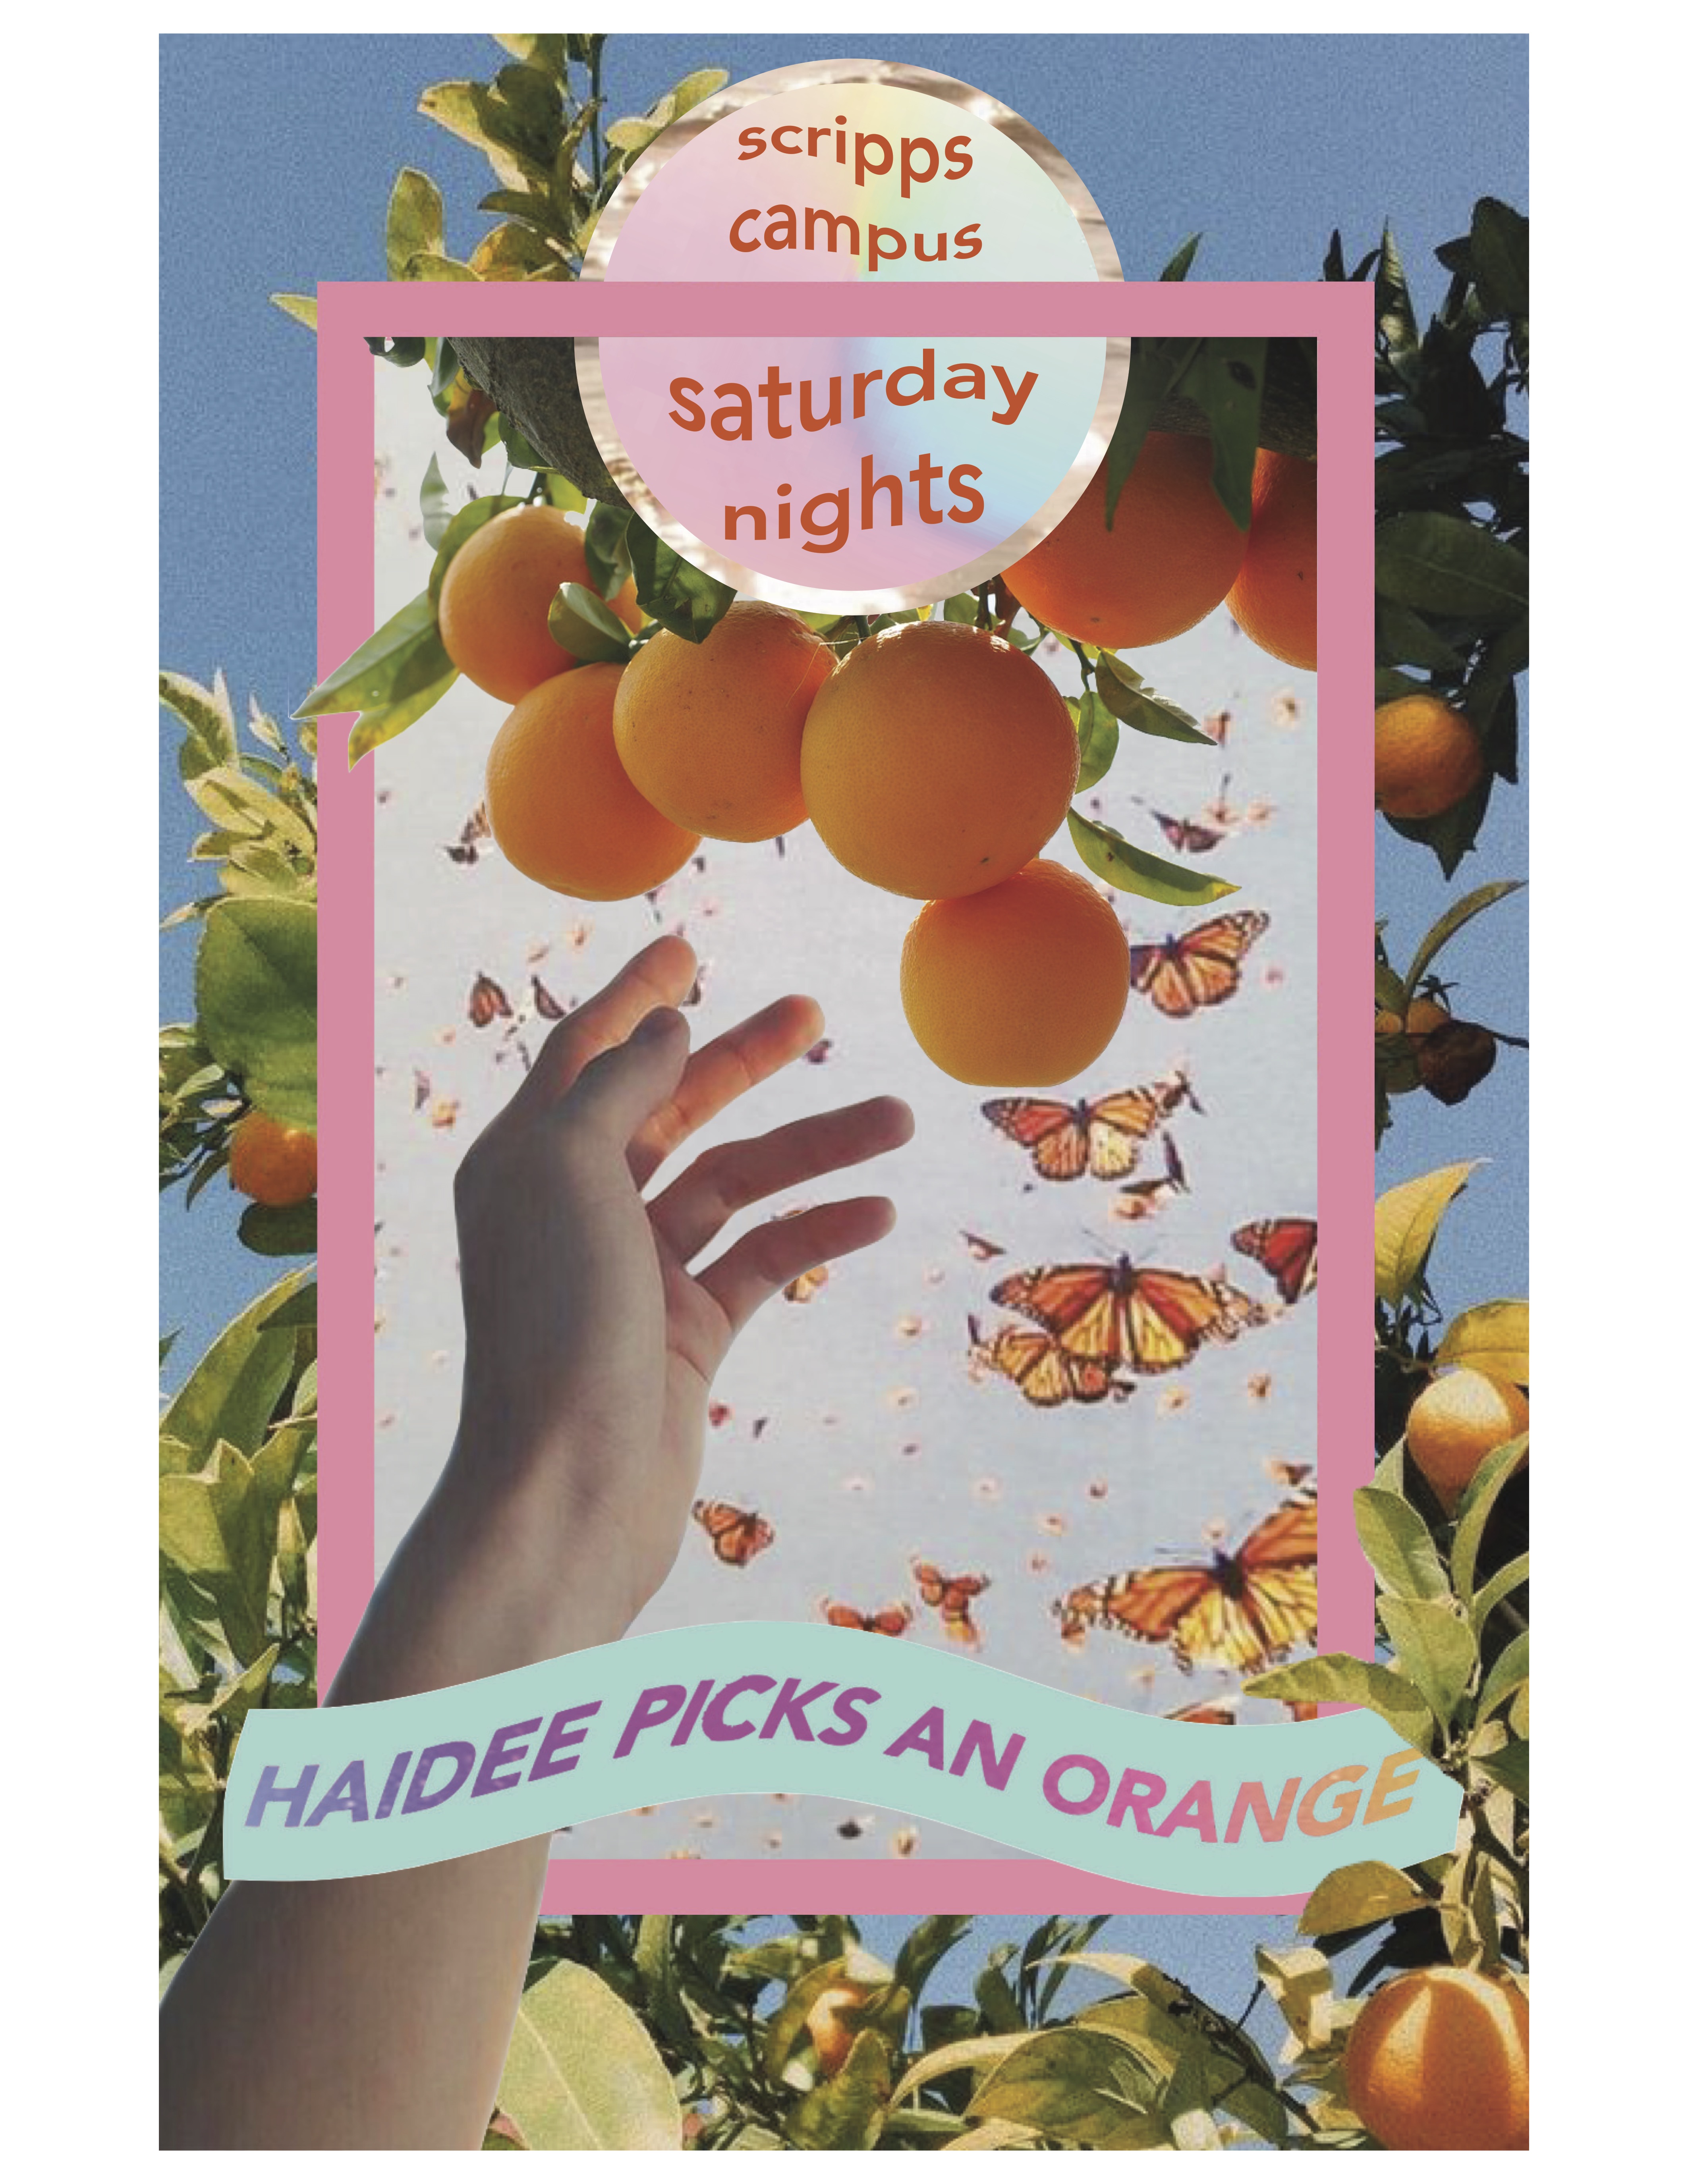 scripps
campus
saturday
nights
HAIDEE PICKS AN ORANGE